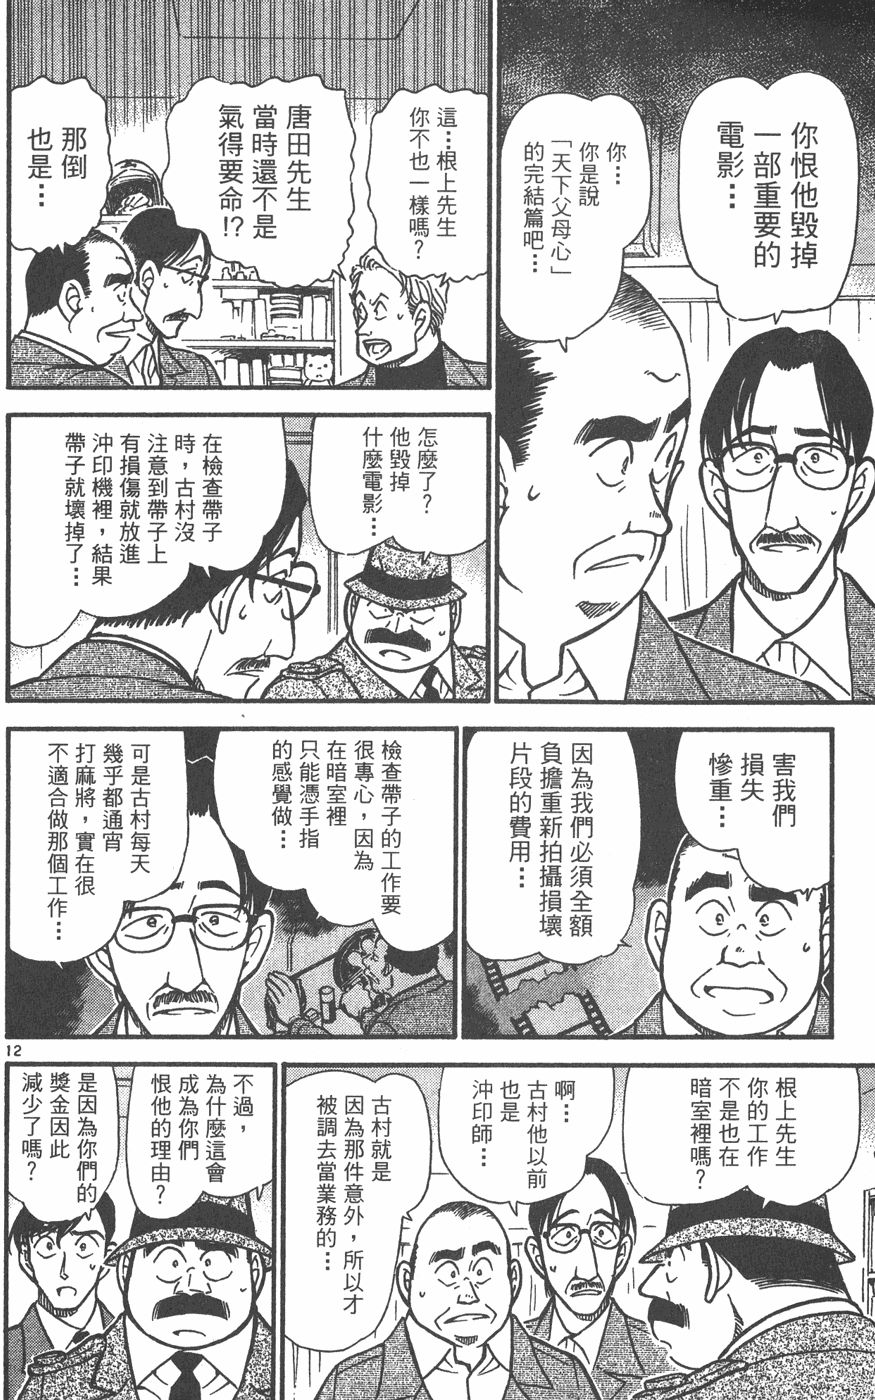 你恨他毀掉
一部重要的
電影…
你…
你是說
「天下父母心」
的完結篇吧…
這…根上先生
你不也一樣嗎？
唐田先生
當時還不是
氣得要命!?
那倒
也是…
怎麼了？
他毀掉
什麼電影…
在檢查帶子
時，古村沒
注意到帶子上
有損傷就放進
沖印機裡，結果
帶子就壞掉了…
害我們
損失
慘重…
因為我們必須全額
負擔重新拍攝損壞
片段的費用…
檢查帶子的工作要
很專心，因為
在暗室裡
只能憑手指
的感覺做…
可是古村每天
幾乎都通宵
打麻將，實在很
不適合做那個工作…
12
根上先生
你的工作
不是也在
暗室裡嗎？
啊…
古村他以前
也是
沖印師…
古村就是
因為那件意外，所以才
被調去當業務的…
不過，
為什麼這會
成為你們
恨他的理由？
是因為你們的
獎金因此
減少了嗎？